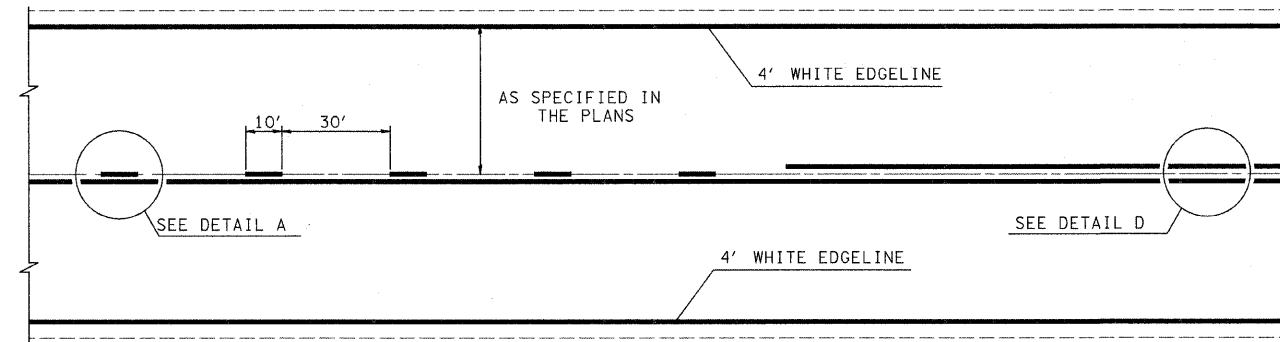 4' WHITE EDGELINE
AS SPECIFIED IN
THE PLANS
10'
30'
SEE DETAIL A
SEE DETAIL D
4' WHITE EDGELINE